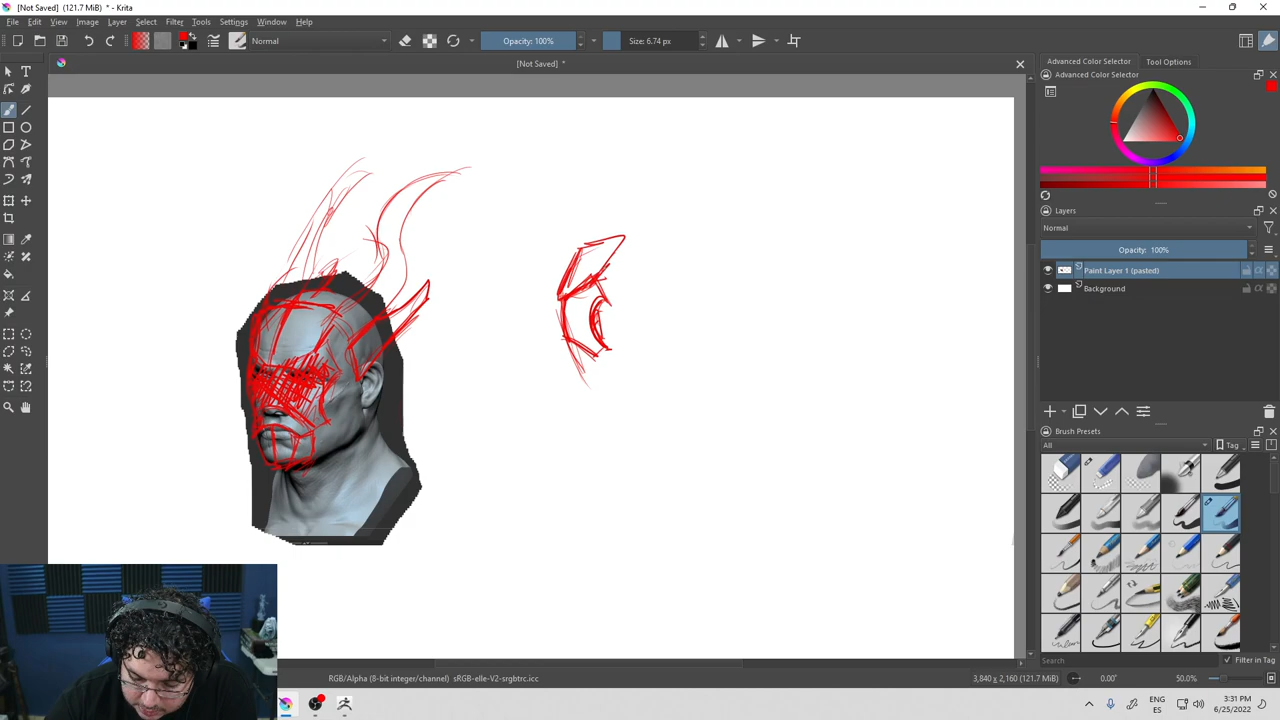 [Not Saved] (121.7 MiB) * - Krita
File Edit View Image Layer Filter Tools Settings Window Help
Normal
Opacity: 100%
Size: 6.74 px
[Not Saved] *
Advanced Color Selector
Tool Options
Advanced Color Selector
Layers
Normal
Opacity: 100%
Paint Layer 1 (pasted)
Background
Brush Presets
All
Tag
Search
Filter in Tag
RGB/Alpha (8-bit integer/channel) sRGB-elle-V2-srgbtrc.icc
3,840 x 2,160 (121.7 MiB)
0.00°
50.0%
ENG
ES
3:31 PM
6/25/2022